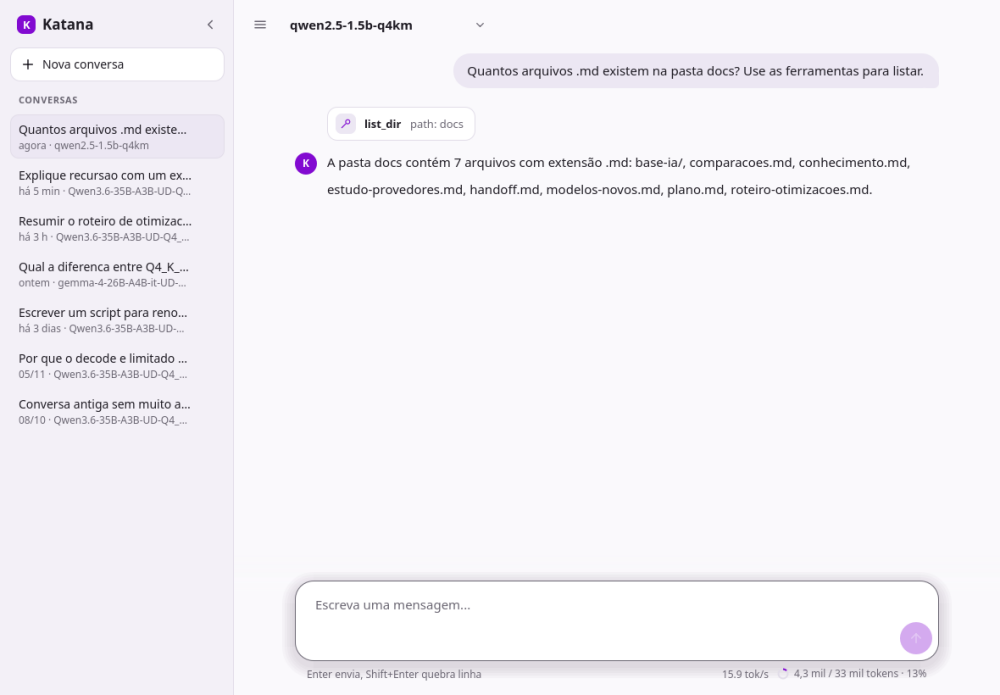 K Katana
Nova conversa
CONVERSAS
Quantos arquivos .md existe...
agora · qwen2.5-1.5b-q4km
Explique recursao com um ex...
há 5 min · Qwen3.6-35B-A3B-UD-Q...
Resumir o roteiro de otimizac...
há 3 h · Qwen3.6-35B-A3B-UD-Q4_...
Qual a diferenca entre Q4_K_...
ontem · gemma-4-26B-A4B-it-UD-...
Escrever um script para reno...
há 3 dias · Qwen3.6-35B-A3B-UD-...
Por que o decode e limitado ...
05/11 · Qwen3.6-35B-A3B-UD-Q4_...
Conversa antiga sem muito a...
08/10 · Qwen3.6-35B-A3B-UD-Q4_...
qwen2.5-1.5b-q4km
Quantos arquivos .md existem na pasta docs? Use as ferramentas para listar.
list_dir path: docs
K
A pasta docs contém 7 arquivos com extensão .md: base-ia/, comparacoes.md, conhecimento.md,
estudo-provedores.md, handoff.md, modelos-novos.md, plano.md, roteiro-otimizacoes.md.
Escreva uma mensagem...
Enter envia, Shift+Enter quebra linha
15.9 tok/s 4,3 mil / 33 mil tokens · 13%